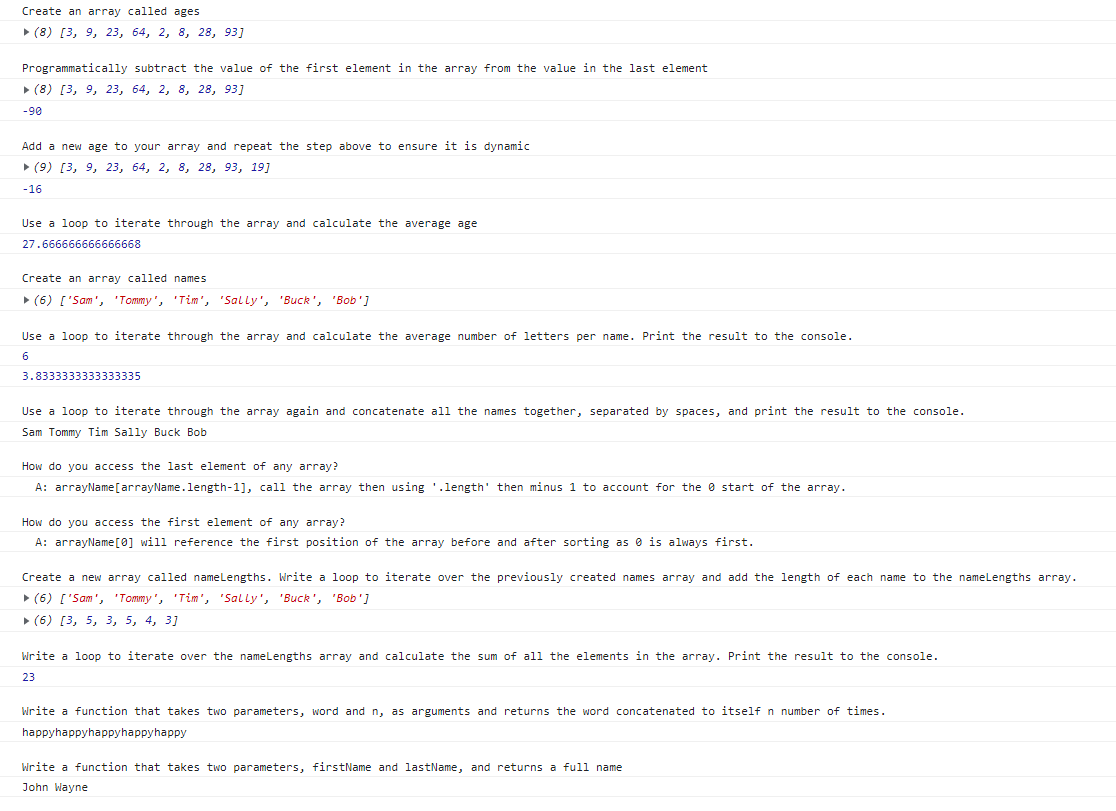 Create an array called ages
(8) [3, 9, 23, 64, 2, 8, 28, 93]
Programmatically subtract the value of the first element in the array from the value in the last element
(8) [3, 9, 23, 64, 2, 8, 28, 93]
-90
Add a new age to your array and repeat the step above to ensure it is dynamic
(9) [3, 9, 23, 64, 2, 8, 28, 93, 19]
-16
Use a loop to iterate through the array and calculate the average age
27.666666666666668
Create an array called names
(6) ['Sam', 'Tommy', 'Tim', 'Sally', 'Buck', 'Bob']
Use a loop to iterate through the array and calculate the average number of letters per name. Print the result to the console.
6
3.8333333333333335
Use a loop to iterate through the array again and concatenate all the names together, separated by spaces, and print the result to the console.
Sam Tommy Tim Sally Buck Bob
How do you access the last element of any array?
A: arrayName[arrayName.length-1], call the array then using '.length' then minus 1 to account for the 0 start of the array.
How do you access the first element of any array?
A: arrayName[0] will reference the first position of the array before and after sorting as 0 is always first.
Create a new array called nameLengths. Write a loop to iterate over the previously created names array and add the length of each name to the nameLengths array.
(6) ['Sam', 'Tommy', 'Tim', 'Sally', 'Buck', 'Bob']
(6) [3, 5, 3, 5, 4, 3]
Write a loop to iterate over the nameLengths array and calculate the sum of all the elements in the array. Print the result to the console.
23
Write a function that takes two parameters, word and n, as arguments and returns the word concatenated to itself n number of times.
happyhappyhappyhappyhappy
Write a function that takes two parameters, firstName and lastName, and returns a full name
John Wayne